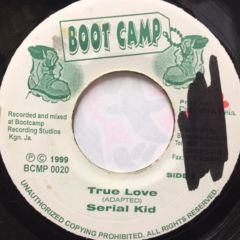 BOOT CAMP
Recorded and mixed
at Bootcamp
Recording Studios
Kgn. Ja.
℗ © 1999
BCMP 0020
SIDE
True Love
(ADAPTED)
Serial Kid
UNAUTHORIZED COPYING PROHIBITED. ALL RIGHTS RESERVED.